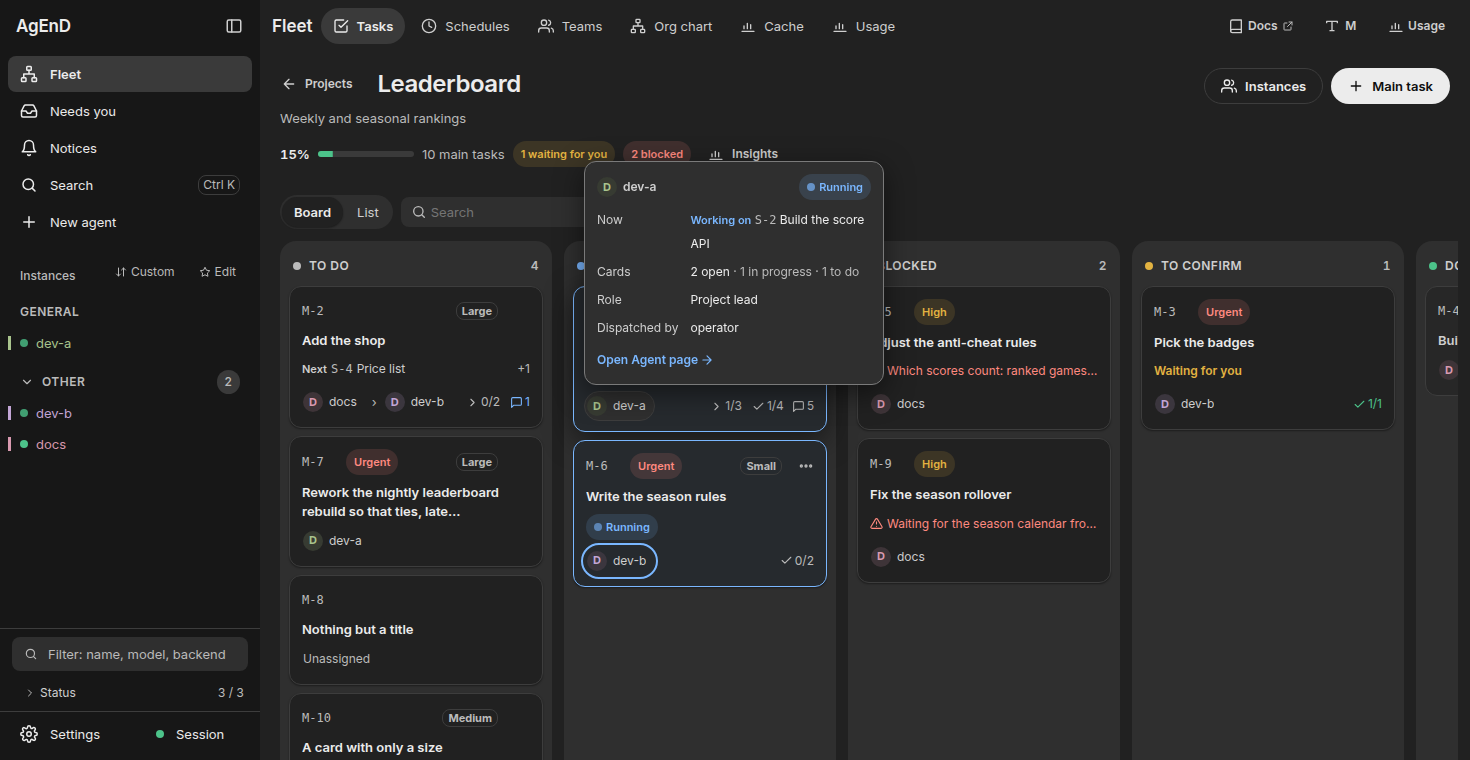 AgEnD
Fleet
Needs you
Notices
Search
Ctrl K
New agent
Instances
Custom
Edit
GENERAL
dev-a
OTHER
2
dev-b
docs
Filter: name, model, backend
Status
3 / 3
Settings
Session
Fleet
Tasks
Schedules
Teams
Org chart
Cache
Usage
Docs
M
Usage
Projects
Leaderboard
Instances
Main task
Weekly and seasonal rankings
15%
10 main tasks
1 waiting for you
2 blocked
Insights
Board
List
Search
TO DO
4
M-2
Large
Add the shop
Next S-4 Price list
+1
D docs
D dev-b
0/2
1
M-7
Urgent
Large
Rework the nightly leaderboard
rebuild so that ties, late…
D dev-a
M-8
Nothing but a title
Unassigned
M-10
Medium
A card with only a size
D dev-a
Running
Now
Working on S-2 Build the score
API
Cards
2 open · 1 in progress · 1 to do
Role
Project lead
Dispatched by
operator
Open Agent page
D dev-a
1/3
1/4
5
M-6
Urgent
Small
Write the season rules
Running
D dev-b
0/2
LOCKED
2
5
High
djust the anti-cheat rules
Which scores count: ranked games...
D docs
M-9
High
Fix the season rollover
Waiting for the season calendar fro...
D docs
TO CONFIRM
1
M-3
Urgent
Pick the badges
Waiting for you
D dev-b
1/1
M-4
Bui
D